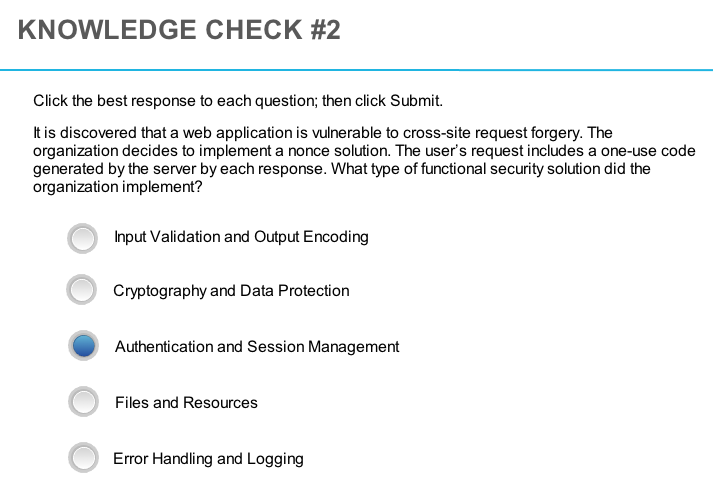 KNOWLEDGE CHECK #2
Click the best response to each question; then click Submit.
It is discovered that a web application is vulnerable to cross-site request forgery. The
organization decides to implement a nonce solution. The user's request includes a one-use code
generated by the server by each response. What type of functional security solution did the
organization implement?
Input Validation and Output Encoding
Cryptography and Data Protection
Authentication and Session Management
Files and Resources
Error Handling and Logging